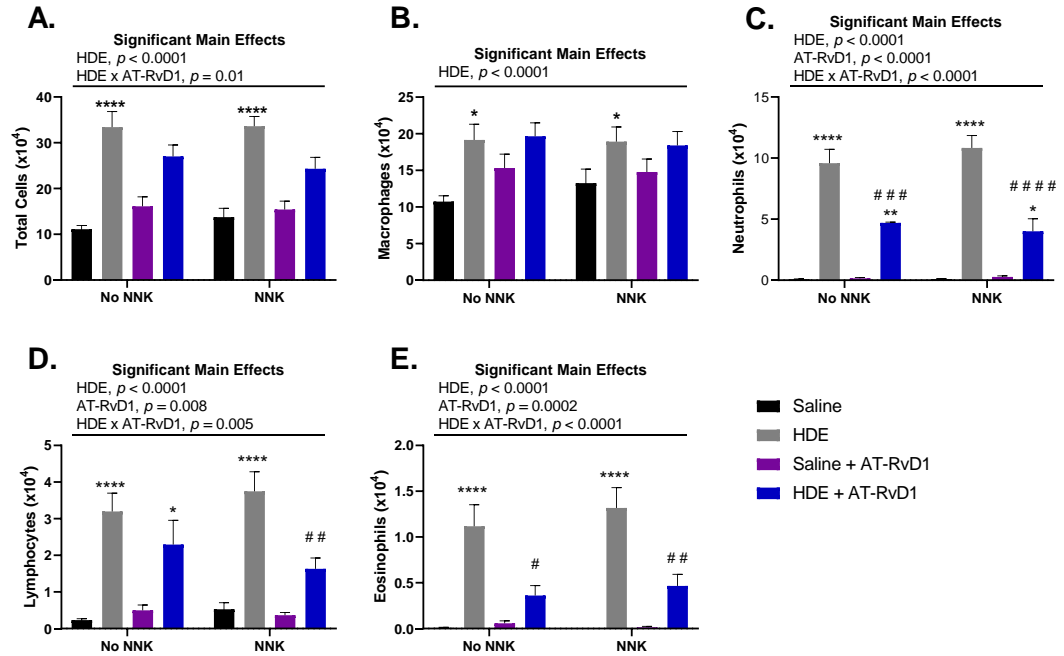 A.
Significant Main Effects
HDE, p < 0.0001
HDE x AT-RvD1, p = 0.01
Total Cells (x10⁴)
40
30
20
10
0
****
****
No NNK
NNK
B.
Significant Main Effects
HDE, p < 0.0001
Macrophages (x10⁴)
25
20
15
10
5
0
*
*
No NNK
NNK
C.
Significant Main Effects
HDE, p < 0.0001
AT-RvD1, p < 0.0001
HDE x AT-RvD1, p < 0.0001
Neutrophils (x10⁴)
15
10
5
0
****
# # #
**
****
# # # #
*
No NNK
NNK
D.
Significant Main Effects
HDE, p < 0.0001
AT-RvD1, p = 0.008
HDE x AT-RvD1, p = 0.005
Lymphocytes (x10⁴)
5
4
3
2
1
0
****
*
****
# #
No NNK
NNK
E.
Significant Main Effects
HDE, p < 0.0001
AT-RvD1, p = 0.0002
HDE x AT-RvD1, p < 0.0001
Eosinophils (x10⁴)
2.0
1.5
1.0
0.5
0.0
****
#
****
# #
No NNK
NNK
Saline
HDE
Saline + AT-RvD1
HDE + AT-RvD1